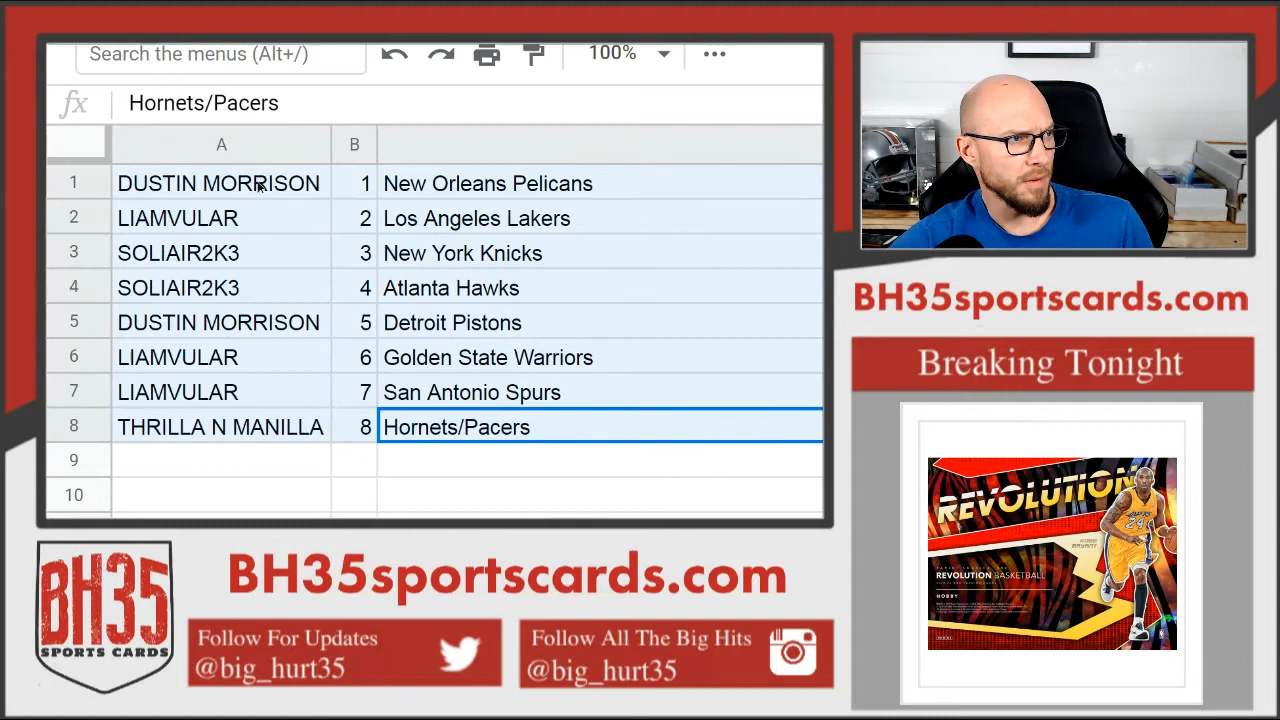 Search the menus (Alt+/)
100%
fx
Hornets/Pacers
A
B
1
DUSTIN MORRISON
1
New Orleans Pelicans
2
LIAMVULAR
2
Los Angeles Lakers
3
SOLIAIR2K3
3
New York Knicks
4
SOLIAIR2K3
4
Atlanta Hawks
5
DUSTIN MORRISON
5
Detroit Pistons
6
LIAMVULAR
6
Golden State Warriors
7
LIAMVULAR
7
San Antonio Spurs
8
THRILLA N MANILLA
8
Hornets/Pacers
9
10
BH35sportscards.com
Breaking Tonight
REVOLUTION
24
KOBE
BRYANT
REVOLUTION BASKETBALL
HOBBY
BH35
SPORTS CARDS
BH35sportscards.com
Follow For Updates
@big_hurt35
Follow All The Big Hits
@big_hurt35